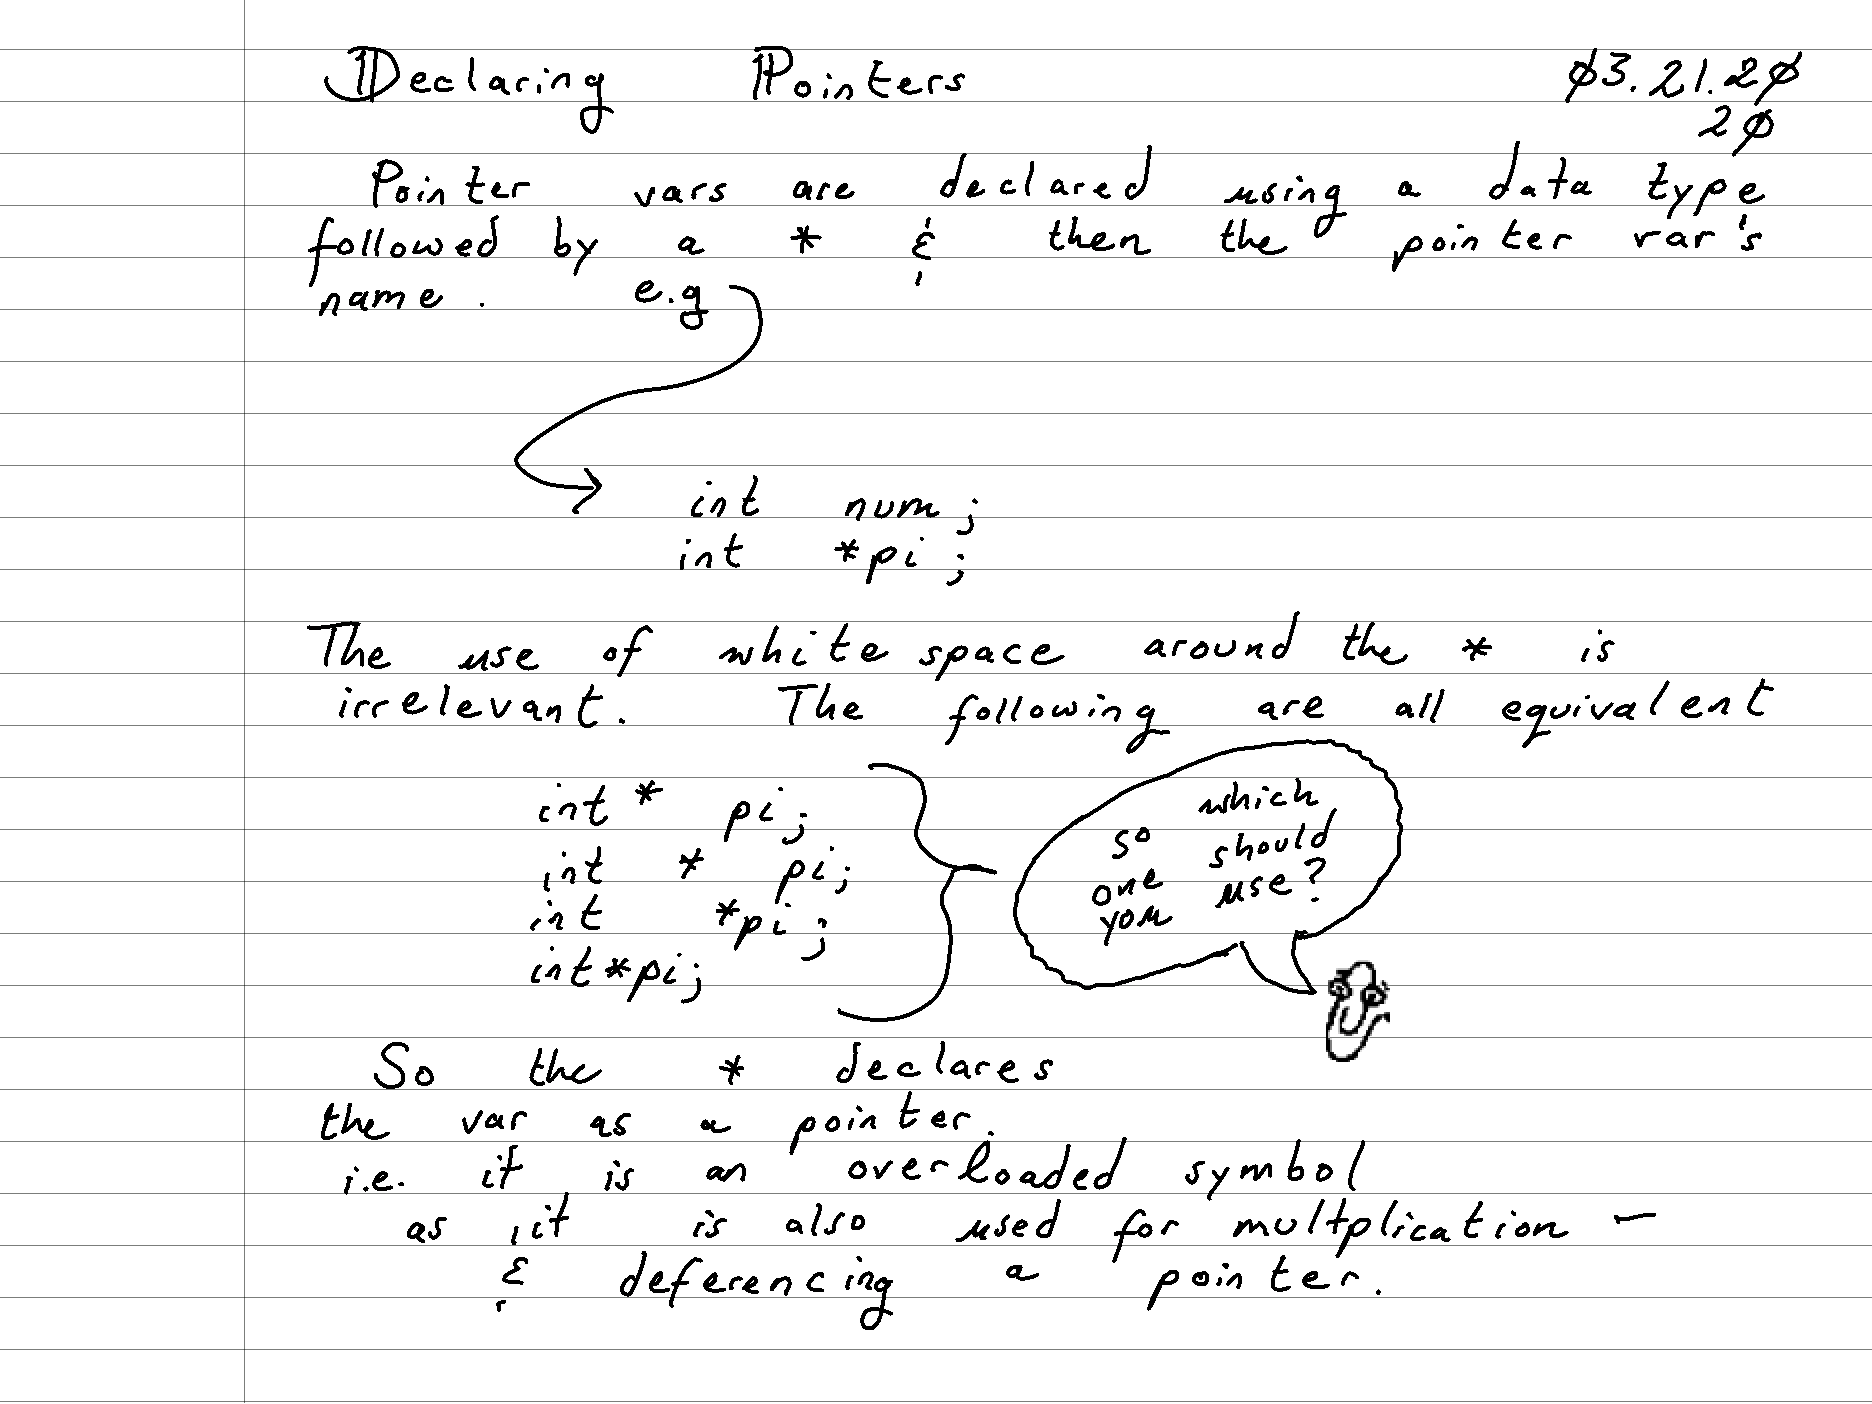 Declaring Pointers 03.21.20
20
Pointer vars are declared using a data type
followed by a * & then the pointer var's
name. e.g
int num;
int *pi;
The use of white space around the * is
irrelevant. The following are all equivalent
int* pi;
int * pi;
int *pi;
int*pi;
so which
one should
you use?
So the * declares
the var as a pointer.
i.e. it is an overloaded symbol
as it is also used for multplication –
& deferencing a pointer.